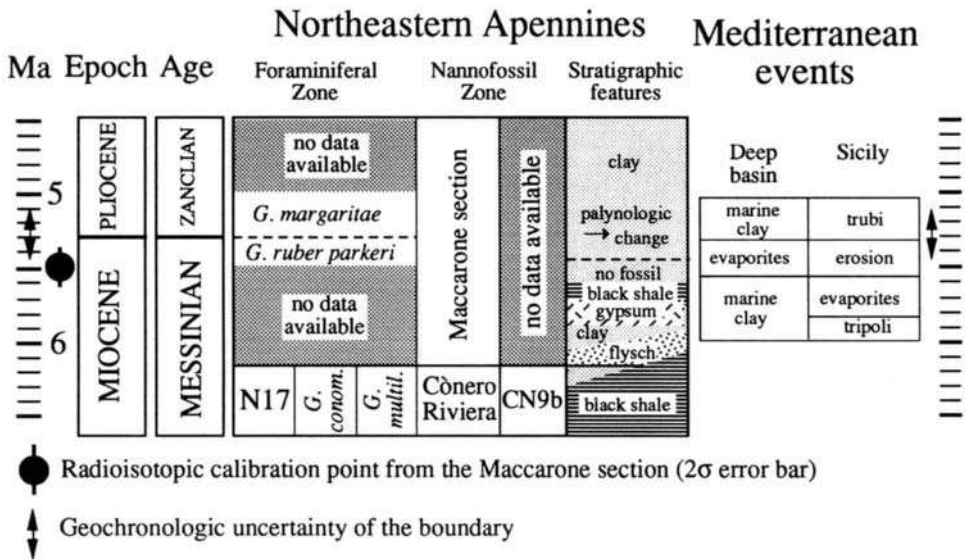 Northeastern Apennines
Mediterranean
events
Ma Epoch Age
Foraminiferal
Zone
Nannofossil
Zone
Stratigraphic
features
Deep
basin
Sicily
5
6
PLIOCENE
MIOCENE
ZANCLIAN
MESSINIAN
no data
available
G. margaritae
G. ruber parkeri
no data
available
N17
G.
conom.
G.
multil.
Maccarone section
Cònero
Riviera
no data available
CN9b
clay
palynologic
change
no fossil
black shale
gypsum
clay
flysch
black shale
marine
clay
trubi
evaporites
erosion
marine
clay
evaporites
tripoli
Radioisotopic calibration point from the Maccarone section (2σ error bar)
Geochronologic uncertainty of the boundary